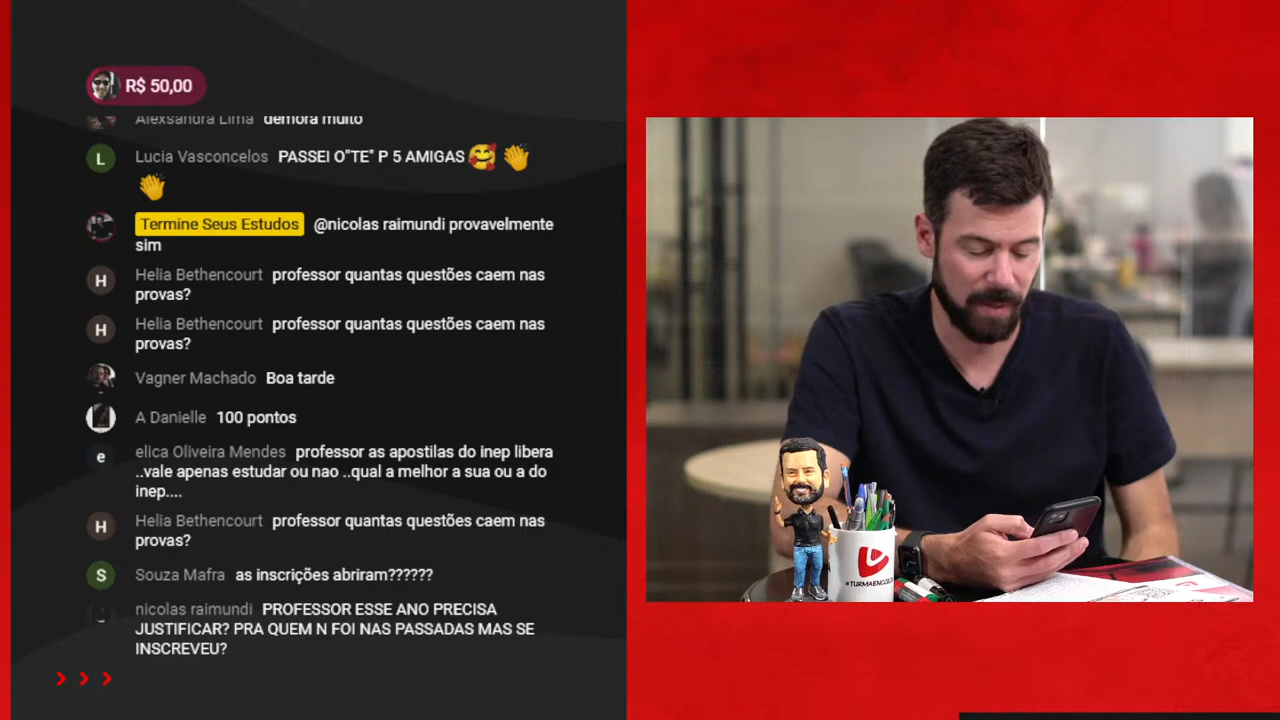 R$ 50,00
Alexsandra Lima demora muito
L Lucia Vasconcelos PASSEI O"TE" P 5 AMIGAS 🥰 👏
👏
Termine Seus Estudos @nicolas raimundi provavelmente
sim
H Helia Bethencourt professor quantas questões caem nas
provas?
H Helia Bethencourt professor quantas questões caem nas
provas?
Vagner Machado Boa tarde
A Danielle 100 pontos
e elica Oliveira Mendes professor as apostilas do inep libera
..vale apenas estudar ou nao ..qual a melhor a sua ou a do
inep....
H Helia Bethencourt professor quantas questões caem nas
provas?
S Souza Mafra as inscrições abriram??????
nicolas raimundi PROFESSOR ESSE ANO PRECISA
JUSTIFICAR? PRA QUEM N FOI NAS PASSADAS MAS SE
INSCREVEU?